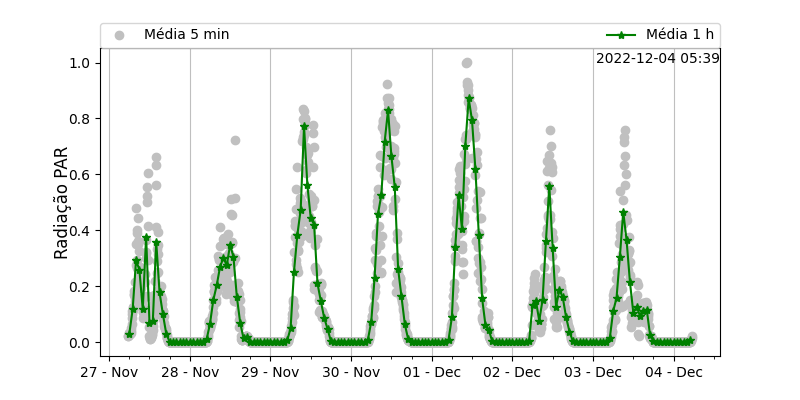 Média 5 min
Média 1 h
2022-12-04 05:39
Radiação PAR
1.0
0.8
0.6
0.4
0.2
0.0
27 - Nov
28 - Nov
29 - Nov
30 - Nov
01 - Dec
02 - Dec
03 - Dec
04 - Dec